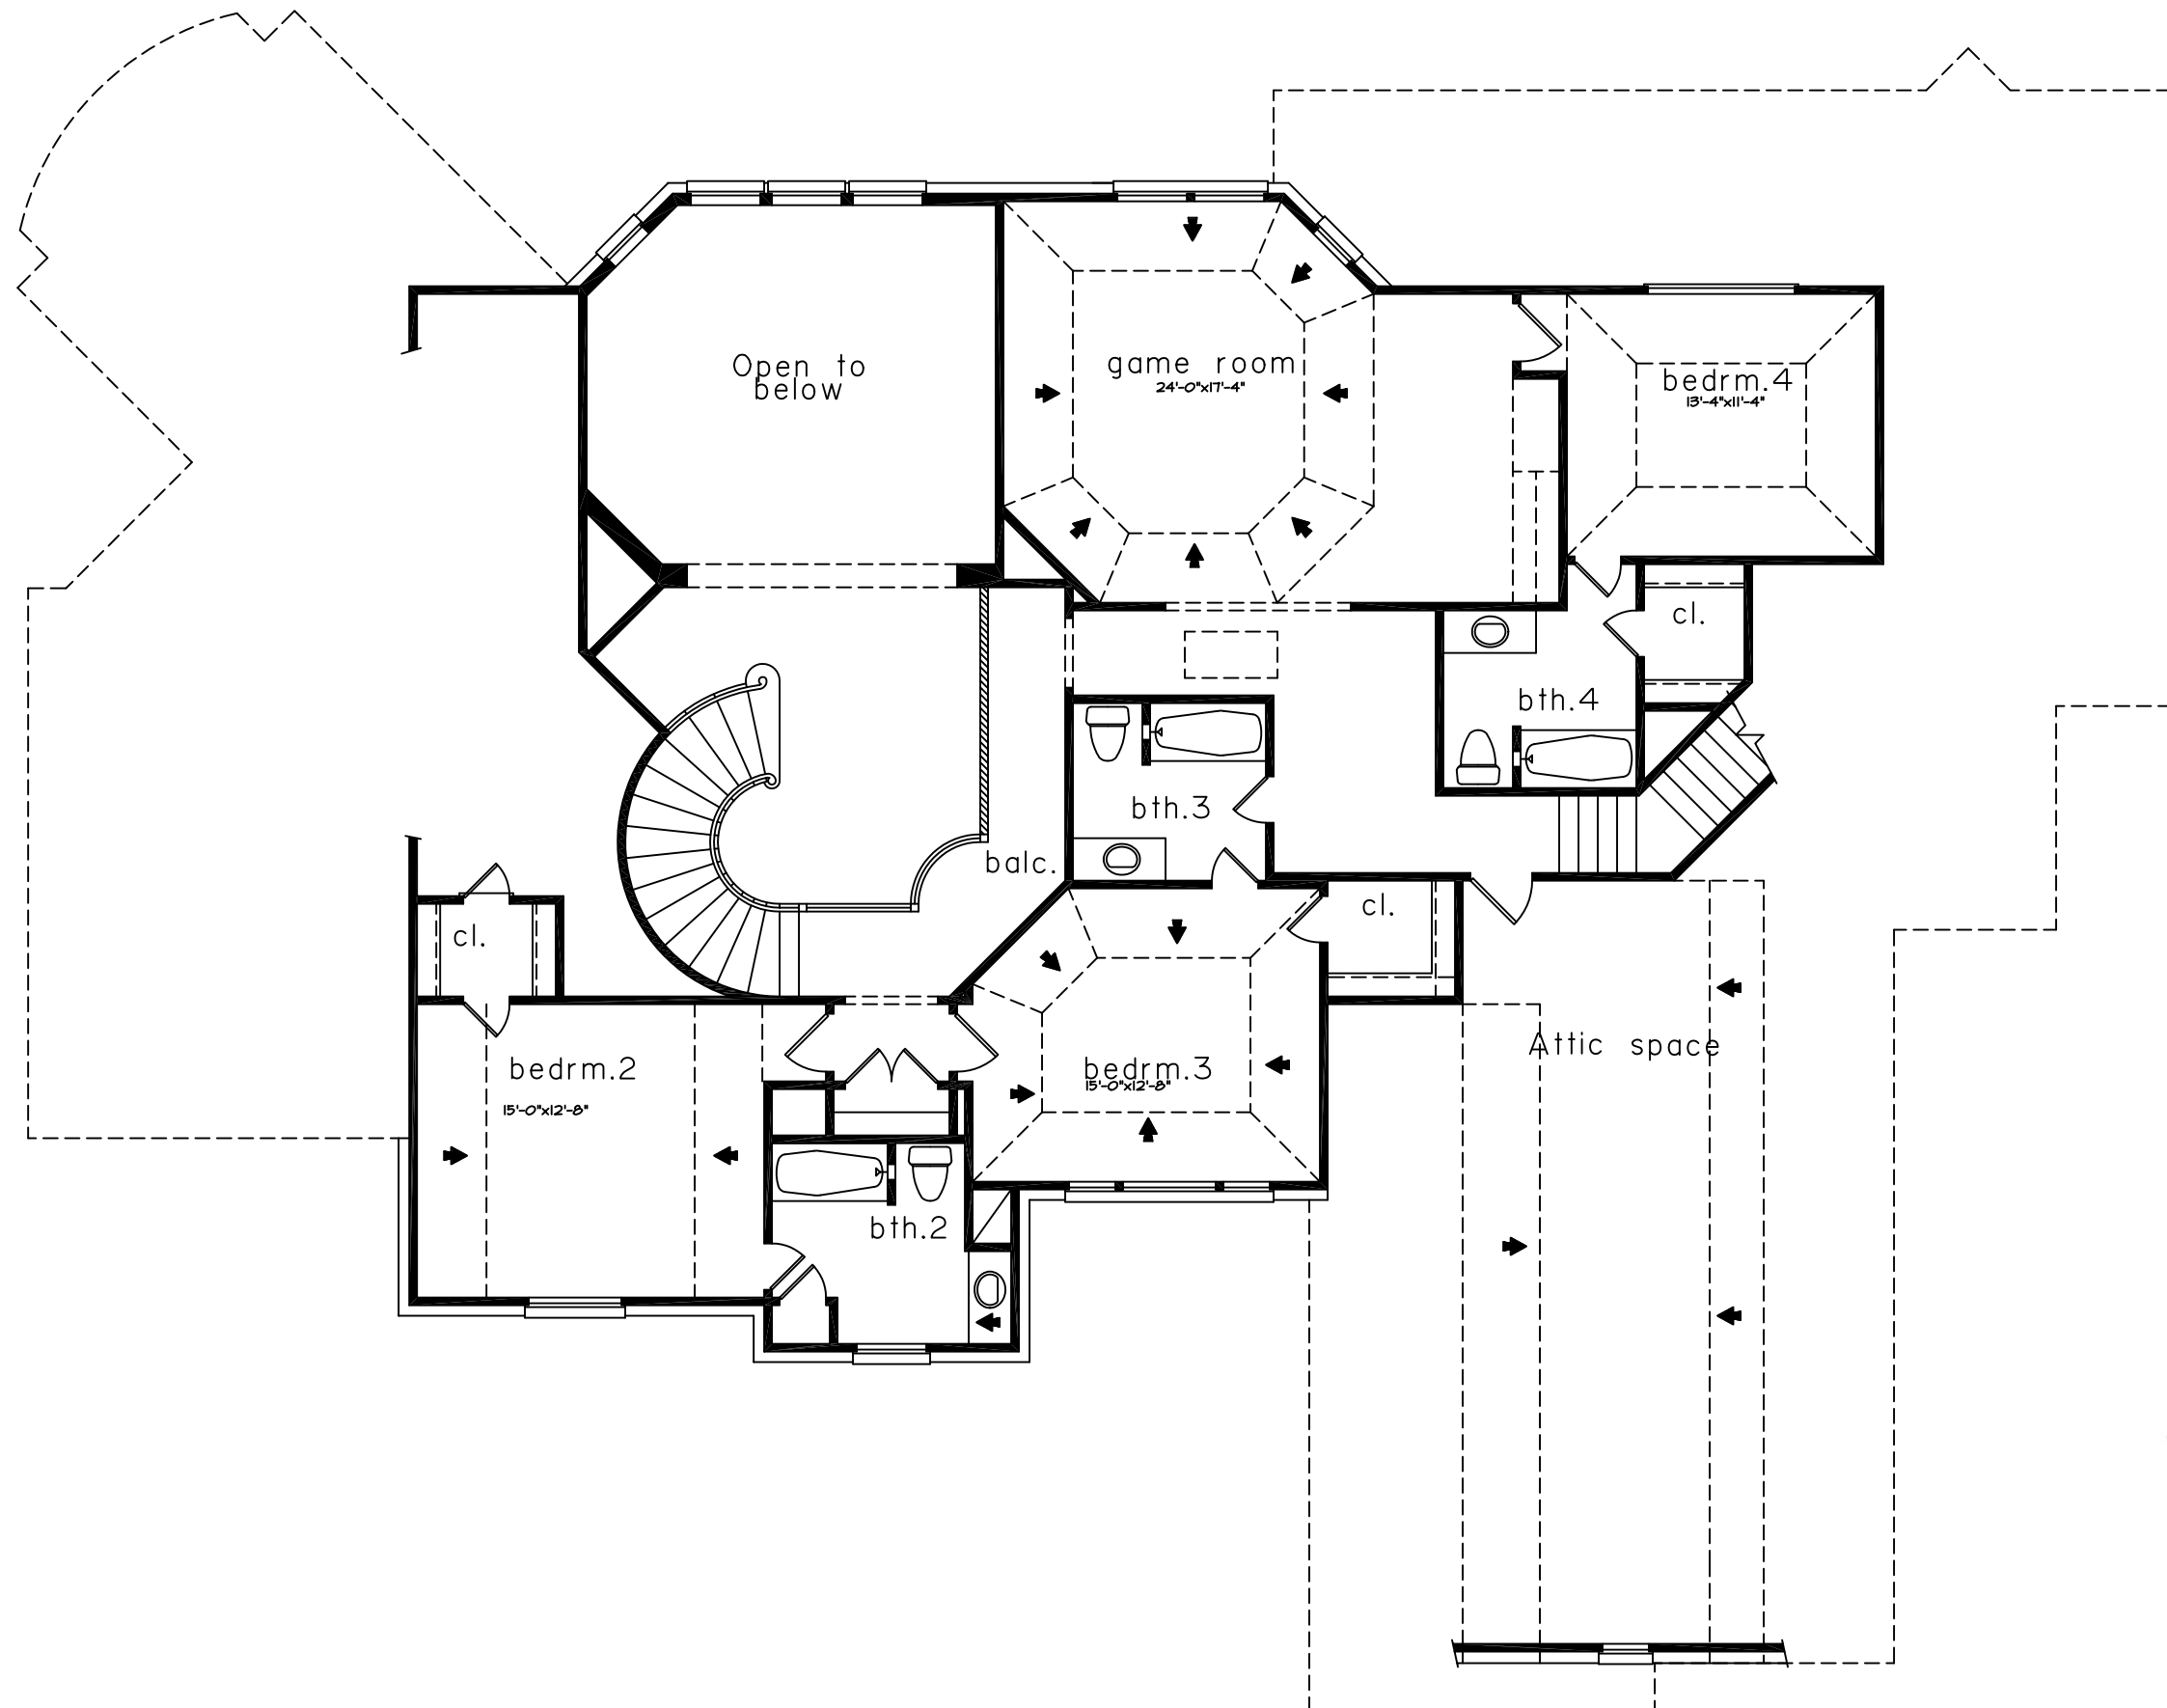 Open to
below
game room
24'-0"x17'-4"
bedrm.4
13'-4"x11'-4"
cl.
bth.4
bth.3
balc.
cl.
cl.
Attic space
bedrm.2
15'-0"x12'-8"
bedrm.3
15'-0"x12'-8"
bth.2